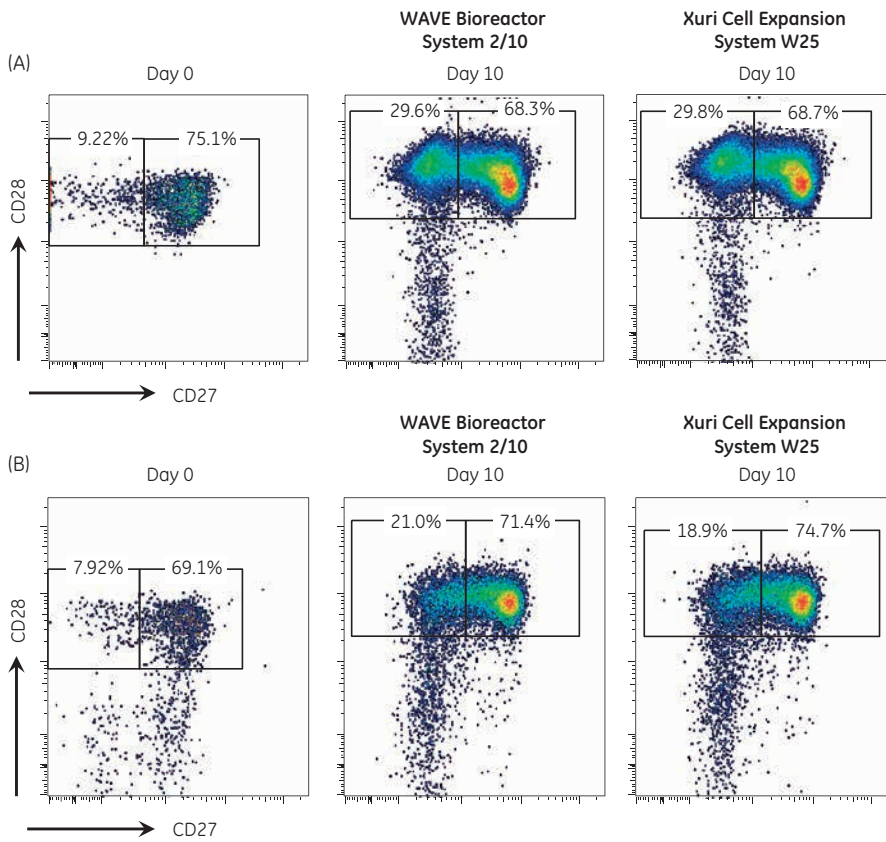 WAVE Bioreactor
System 2/10
Xuri Cell Expansion
System W25
(A)
Day 0
Day 10
Day 10
9.22%
75.1%
29.6%
68.3%
29.8%
68.7%
CD28
CD27
WAVE Bioreactor
System 2/10
Xuri Cell Expansion
System W25
(B)
Day 0
Day 10
Day 10
7.92%
69.1%
21.0%
71.4%
18.9%
74.7%
CD28
CD27